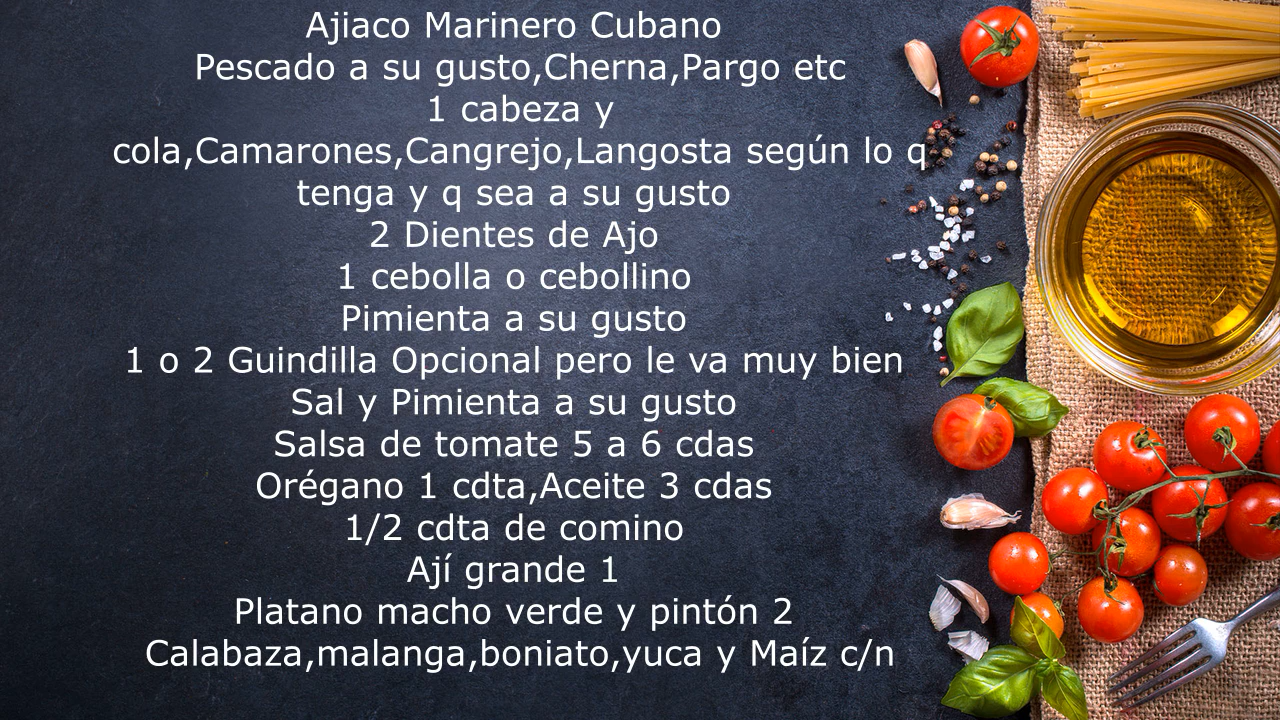 Ajiaco Marinero Cubano
Pescado a su gusto,Cherna,Pargo etc
1 cabeza y
cola,Camarones,Cangrejo,Langosta según lo q
tenga y q sea a su gusto
2 Dientes de Ajo
1 cebolla o cebollino
Pimienta a su gusto
1 o 2 Guindilla Opcional pero le va muy bien
Sal y Pimienta a su gusto
Salsa de tomate 5 a 6 cdas
Orégano 1 cdta,Aceite 3 cdas
1/2 cdta de comino
Ají grande 1
Platano macho verde y pintón 2
Calabaza,malanga,boniato,yuca y Maíz c/n